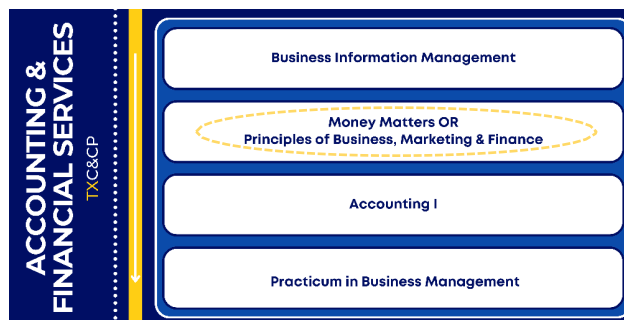 ACCOUNTING &
FINANCIAL SERVICES
TXC&CP
Business Information Management
Money Matters OR
Principles of Business, Marketing & Finance
Accounting I
Practicum in Business Management